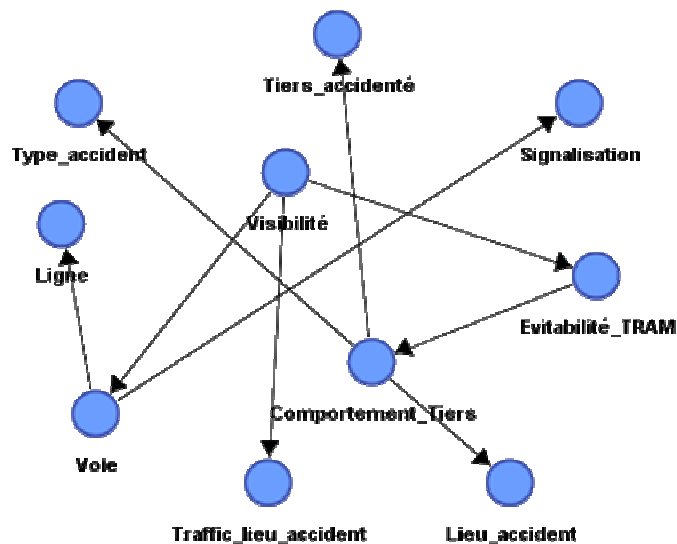 Tiers_accidenté
Type_accident
Signalisation
Visibilité
Ligne
Evitabilité_TRAM
Comportement_Tiers
Voie
Traffic_lieu_accident
Lieu_accident